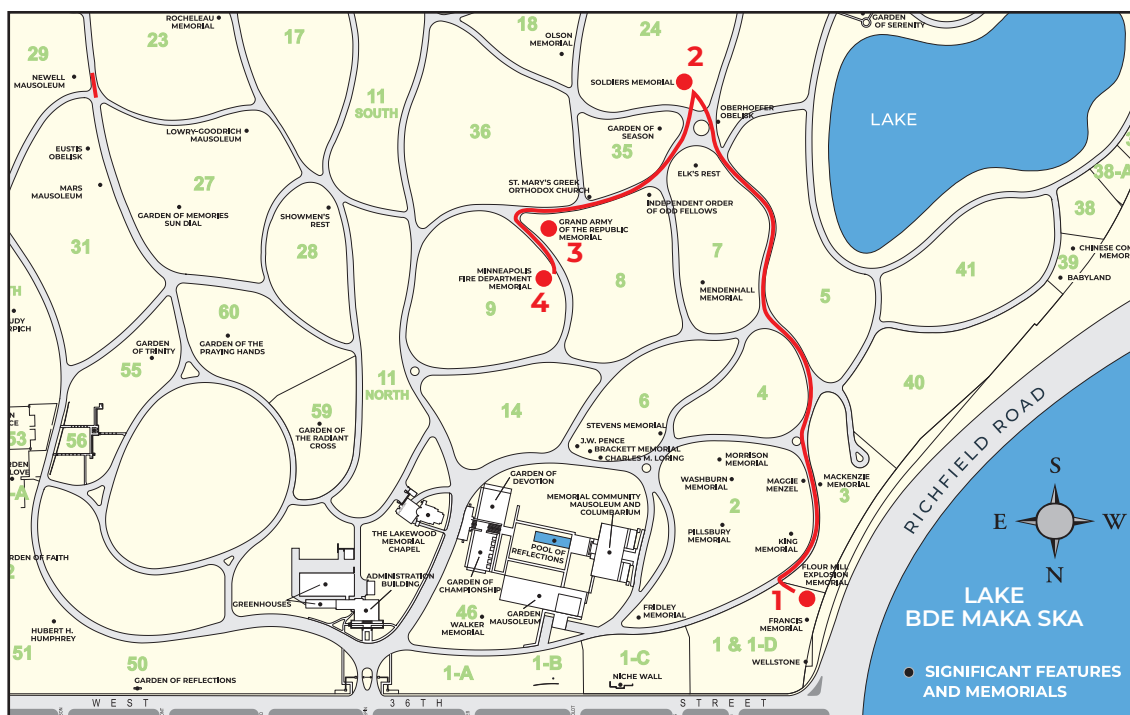 ROCHELEAU
MEMORIAL
23
17
18
OLSON
MEMORIAL
24
2
GARDEN
OF SERENITY
29
NEWELL
MAUSOLEUM
SOLDIERS MEMORIAL
11
SOUTH
36
LAKE
LOWRY-GOODRICH
MAUSOLEUM
GARDEN OF
SEASON
35
OBERHOFFER
OBELISK
EUSTIS
OBELISK
MARS
MAUSOLEUM
27
GARDEN OF MEMORIES
SUN DIAL
SHOWMEN'S
REST
28
ST. MARY'S GREEK
ORTHODOX CHURCH
ELK'S REST
INDEPENDENT ORDER
OF ODD FELLOWS
38-A
38
31
GRAND ARMY
OF THE REPUBLIC
MEMORIAL
3
7
39
BABYLAND
41
MINNEAPOLIS
FIRE DEPARTMENT
MEMORIAL
4
8
9
MENDENHALL
MEMORIAL
5
60
GARDEN OF THE
PRAYING HANDS
GARDEN
OF TRINITY
55
11
NORTH
14
6
4
40
59
GARDEN OF
THE RADIANT
CROSS
56
53
STEVENS MEMORIAL
J.W. PENCE
BRACKETT MEMORIAL
CHARLES M. LORING
MORRISON
MEMORIAL
WASHBURN
MEMORIAL
MAGGIE
MENZEL
MACKENZIE
MEMORIAL
3
2
PILLSBURY
MEMORIAL
KING
MEMORIAL
GARDEN OF
DEVOTION
MEMORIAL COMMUNITY
MAUSOLEUM AND
COLUMBARIUM
POOL OF
REFLECTIONS
THE LAKEWOOD
MEMORIAL
CHAPEL
ADMINISTRATION
BUILDING
GREENHOUSES
GARDEN OF
CHAMPIONSHIP
GARDEN
MAUSOLEUM
46
WALKER
MEMORIAL
FRIDLEY
MEMORIAL
FLOUR MILL
EXPLOSION
MEMORIAL
1
FRANCIS
MEMORIAL
1 & 1-D
WELLSTONE
HUBERT H.
HUMPHREY
51
50
GARDEN OF REFLECTIONS
1-A
1-B
1-C
NICHE WALL
WEST 36TH STREET
RICHFIELD ROAD
S
E W
N
LAKE
BDE MAKA SKA
SIGNIFICANT FEATURES
AND MEMORIALS